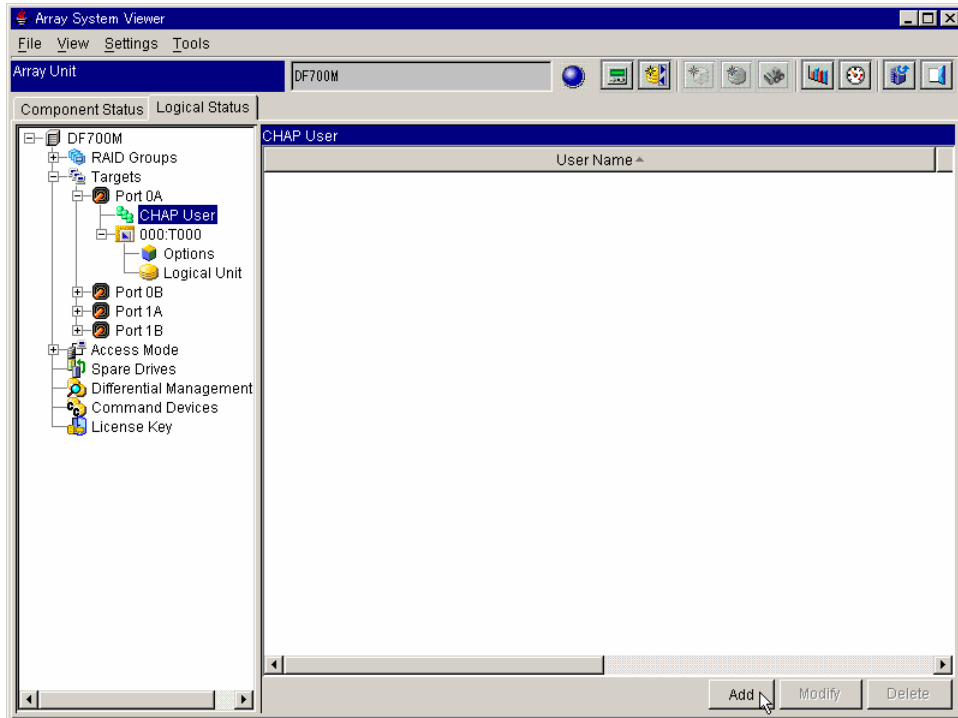 Array System Viewer
File View Settings Tools
Array Unit DF700M
Component Status Logical Status
DF700M
RAID Groups
Targets
Port 0A
CHAP User
000:T000
Options
Logical Unit
Port 0B
Port 1A
Port 1B
Access Mode
Spare Drives
Differential Management
Command Devices
License Key
CHAP User
User Name
Add Modify Delete